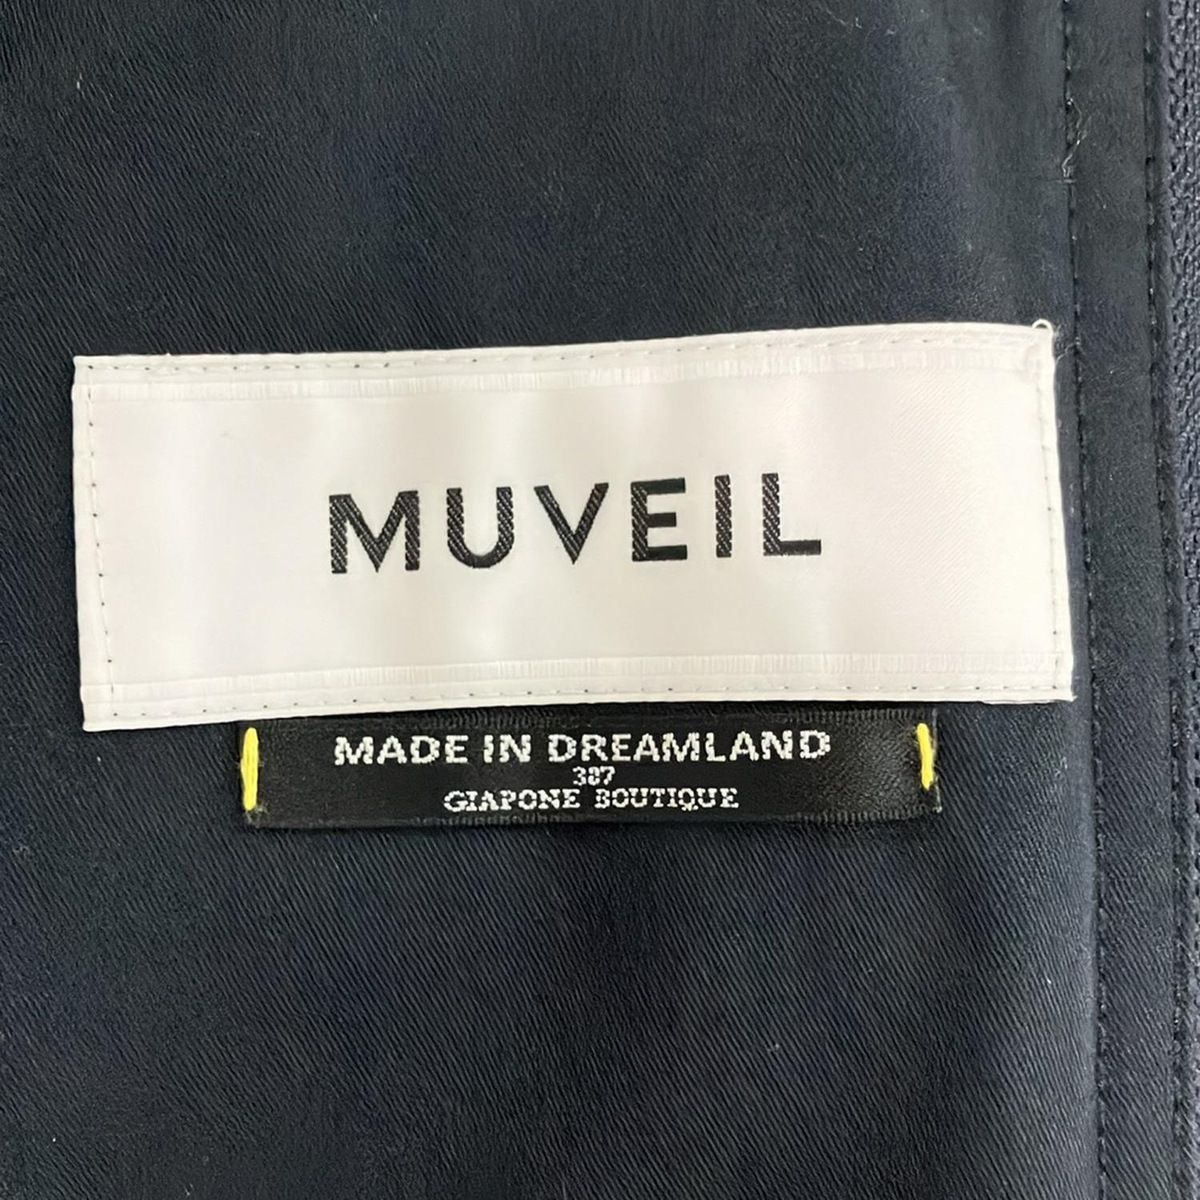 MUVEIL
MADE IN DREAMLAND
387
GIAPONE BOUTIQUE